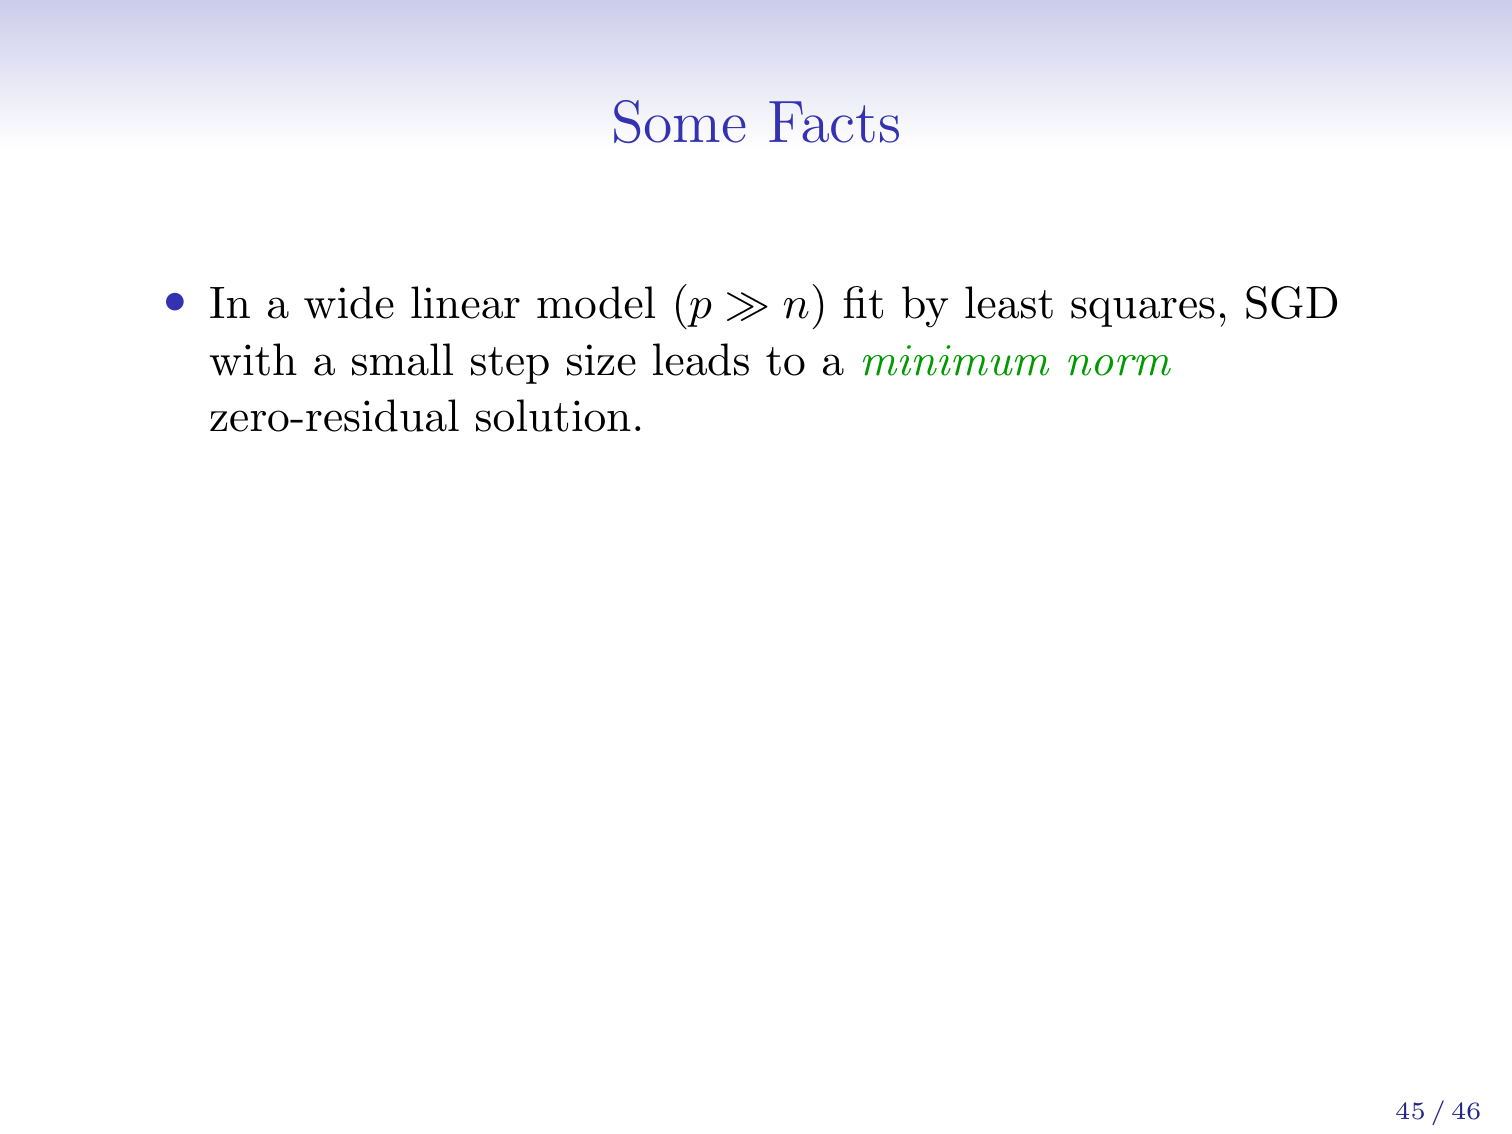 Some Facts
• In a wide linear model (p ≫ n) fit by least squares, SGD
with a small step size leads to a minimum norm
zero-residual solution.
45 / 46